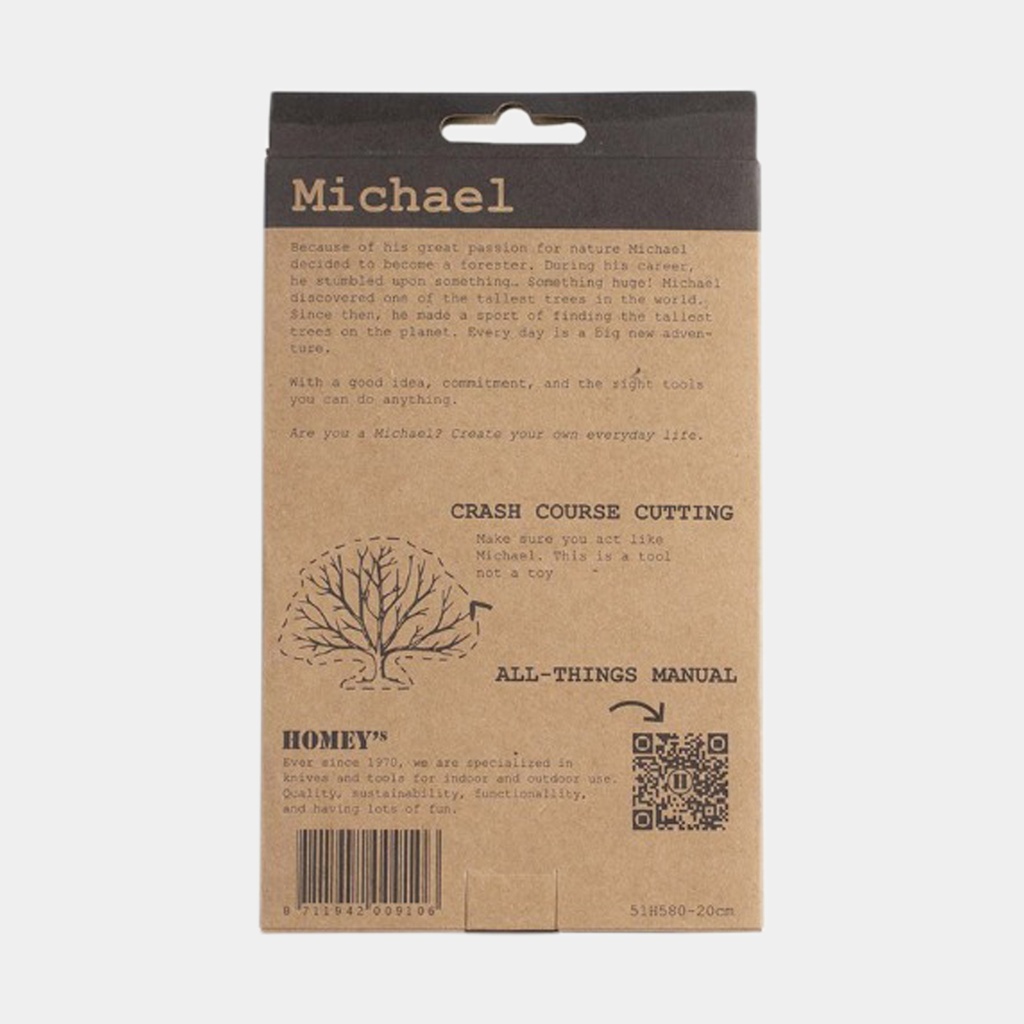 Michael
Because of his great passion for nature Michael
decided to become a forester. During his career,
he stumbled upon something… Something huge! Michael
discovered one of the tallest trees in the world.
Since then, he made a sport of finding the tallest
trees on the planet. Every day is a big new adven-
ture.
With a good idea, commitment, and the right tools
you can do anything.
Are you a Michael? Create your own everyday life.
CRASH COURSE CUTTING
Make sure you act like
Michael. This is a tool
not a toy
ALL-THINGS MANUAL
HOMEY's
Ever since 1970, we are specialized in
knives and tools for indoor and outdoor use.
Quality, sustainability, functionallity,
and having lots of fun.
H
8 711942 009106
51H580-20cm